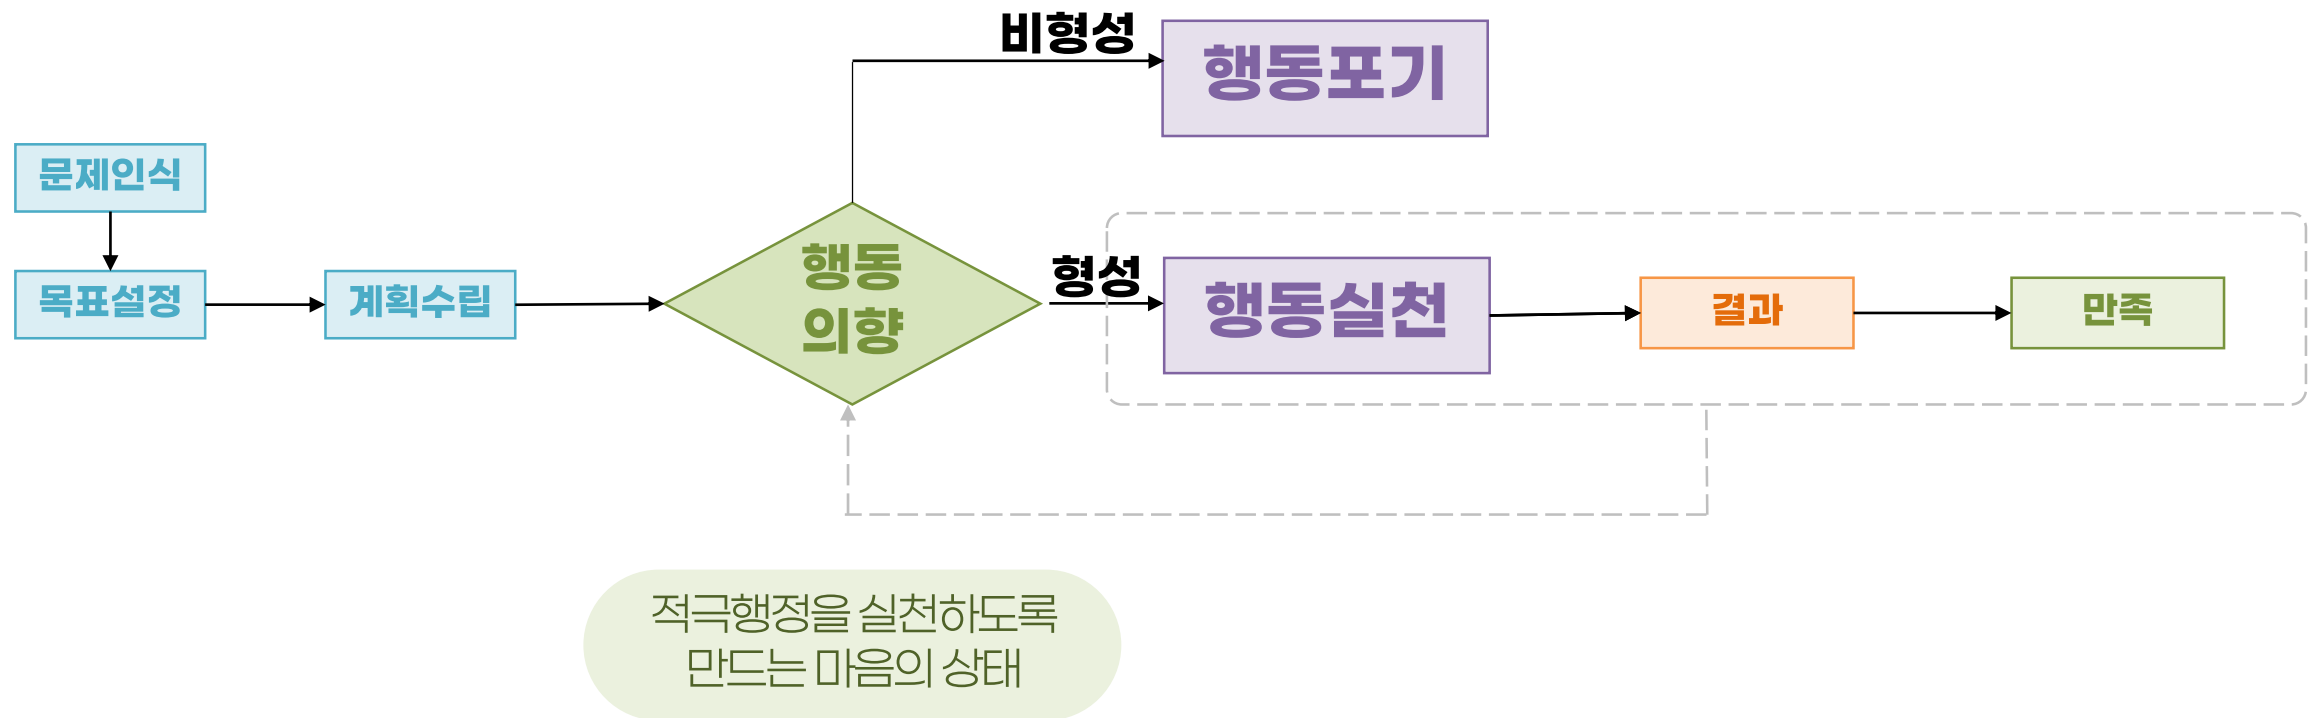 비형성
행동포기
문제인식
목표설정
계획수립
행동
의향
형성
행동실천
결과
만족
적극행정을 실천하도록
만드는 마음의 상태